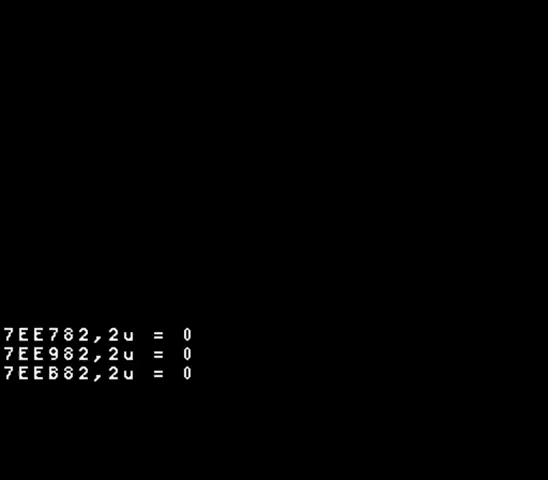 7EE782,2u = 0
7EE982,2u = 0
7EEB82,2u = 0